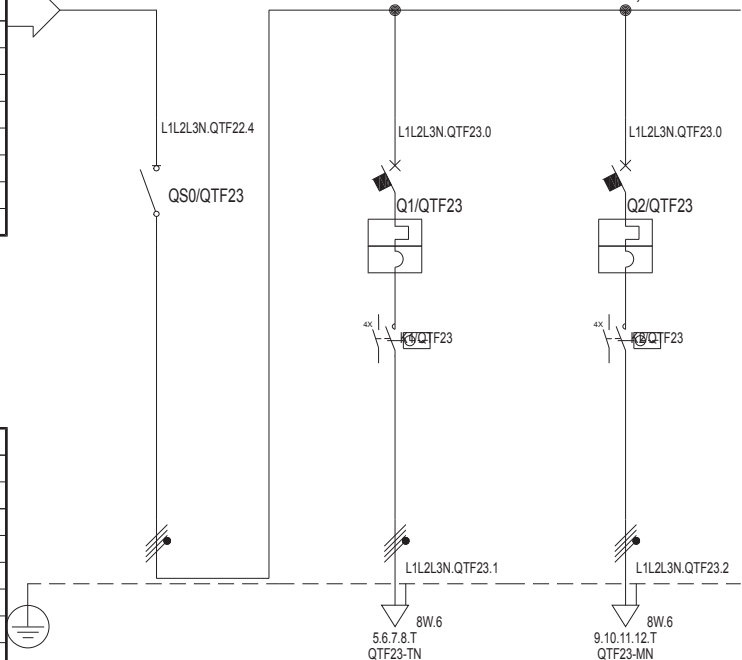 L1L2L3N.QTF22.4
L1L2L3N.QTF23.0
L1L2L3N.QTF23.0
QS0/QTF23
Q1/QTF23
Q2/QTF23
4X
K1/QTF23
4X
K2/QTF23
L1L2L3N.QTF23.1
L1L2L3N.QTF23.2
8W.6
8W.6
5.6.7.8.T
9.10.11.12.T
QTF23-TN
QTF23-MN